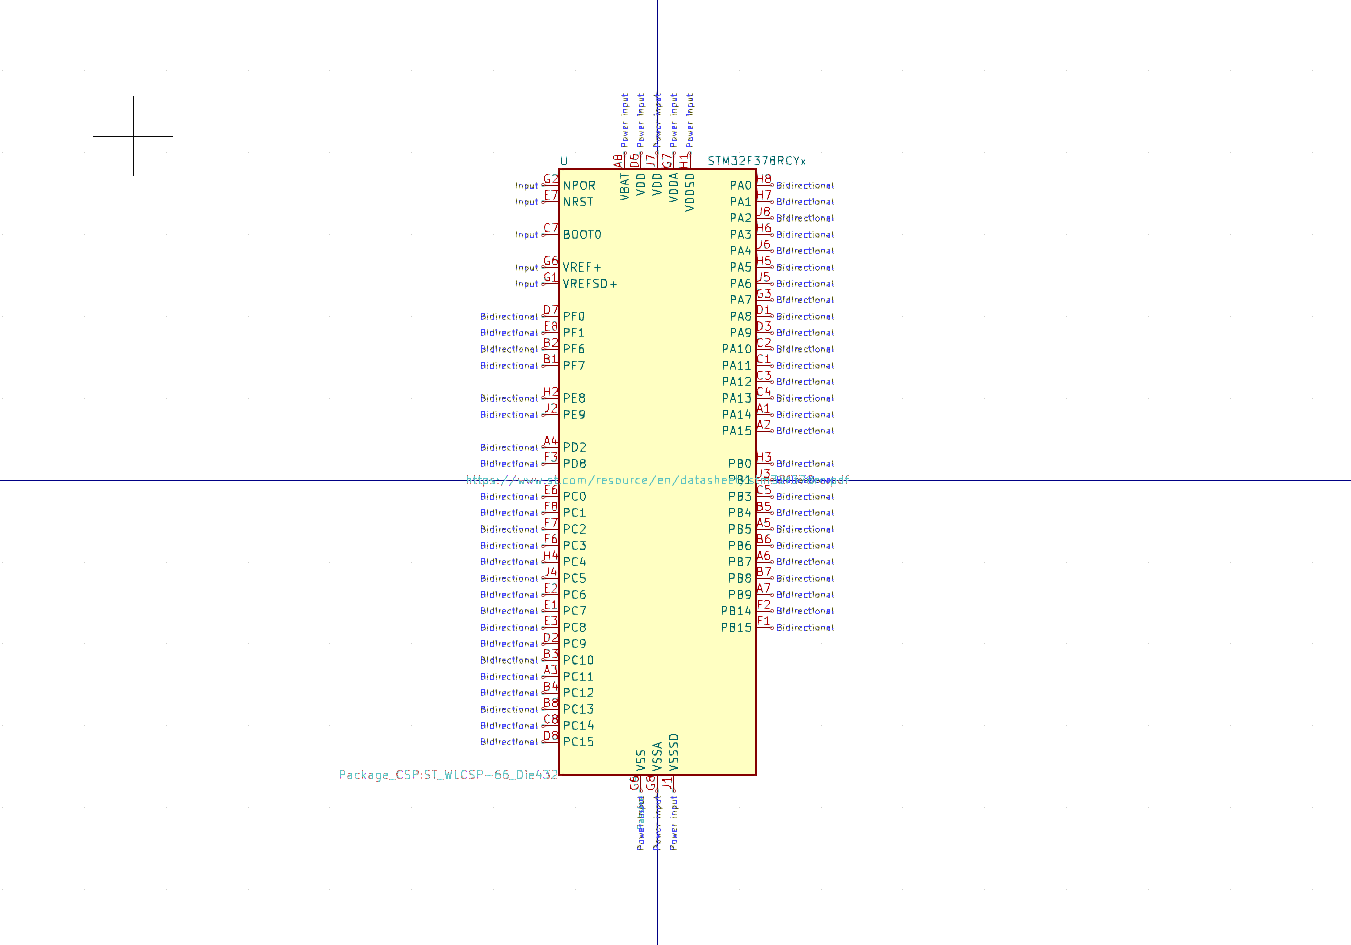 Power Input Power Input Power Input Power Input Power Input
A8 D6 J7 G7 H1
U STM32F378RCYx
VBAT VDD VDD VDDA VDDSD
Input G2 NPOR PA0 H8 Bidirectional
Input E7 NRST PA1 H7 Bidirectional
PA2 J8 Bidirectional
Input C7 BOOT0 PA3 H6 Bidirectional
PA4 J6 Bidirectional
Input G6 VREF+ PA5 H5 Bidirectional
Input G1 VREFSD+ PA6 J5 Bidirectional
PA7 G3 Bidirectional
Bidirectional D7 PF0 PA8 D1 Bidirectional
Bidirectional E8 PF1 PA9 D3 Bidirectional
Bidirectional B2 PF6 PA10 C2 Bidirectional
Bidirectional B1 PF7 PA11 C1 Bidirectional
PA12 C3 Bidirectional
Bidirectional H2 PE8 PA13 C4 Bidirectional
Bidirectional J2 PE9 PA14 A1 Bidirectional
PA15 A2 Bidirectional
Bidirectional A4 PD2
Bidirectional F3 PD8 PB0 H3 Bidirectional
https://www.st.com/resource/en/datasheet/ PB1 J3
Bidirectional E6 PC0 PB3 C5 Bidirectional
Bidirectional F8 PC1 PB4 B5 Bidirectional
Bidirectional F7 PC2 PB5 A5 Bidirectional
Bidirectional F6 PC3 PB6 B6 Bidirectional
Bidirectional H4 PC4 PB7 A6 Bidirectional
Bidirectional J4 PC5 PB8 B7 Bidirectional
Bidirectional E2 PC6 PB9 A7 Bidirectional
Bidirectional E1 PC7 PB14 F2 Bidirectional
Bidirectional E3 PC8 PB15 F1 Bidirectional
Bidirectional D2 PC9
Bidirectional B3 PC10
Bidirectional A3 PC11
Bidirectional B4 PC12
Bidirectional B8 PC13
Bidirectional C8 PC14
Bidirectional D8 PC15
VSS VSSA VSSSD
Package_CSP:ST_WLCSP-66_Die432
G8 J1
Power Input Power Input Power Input